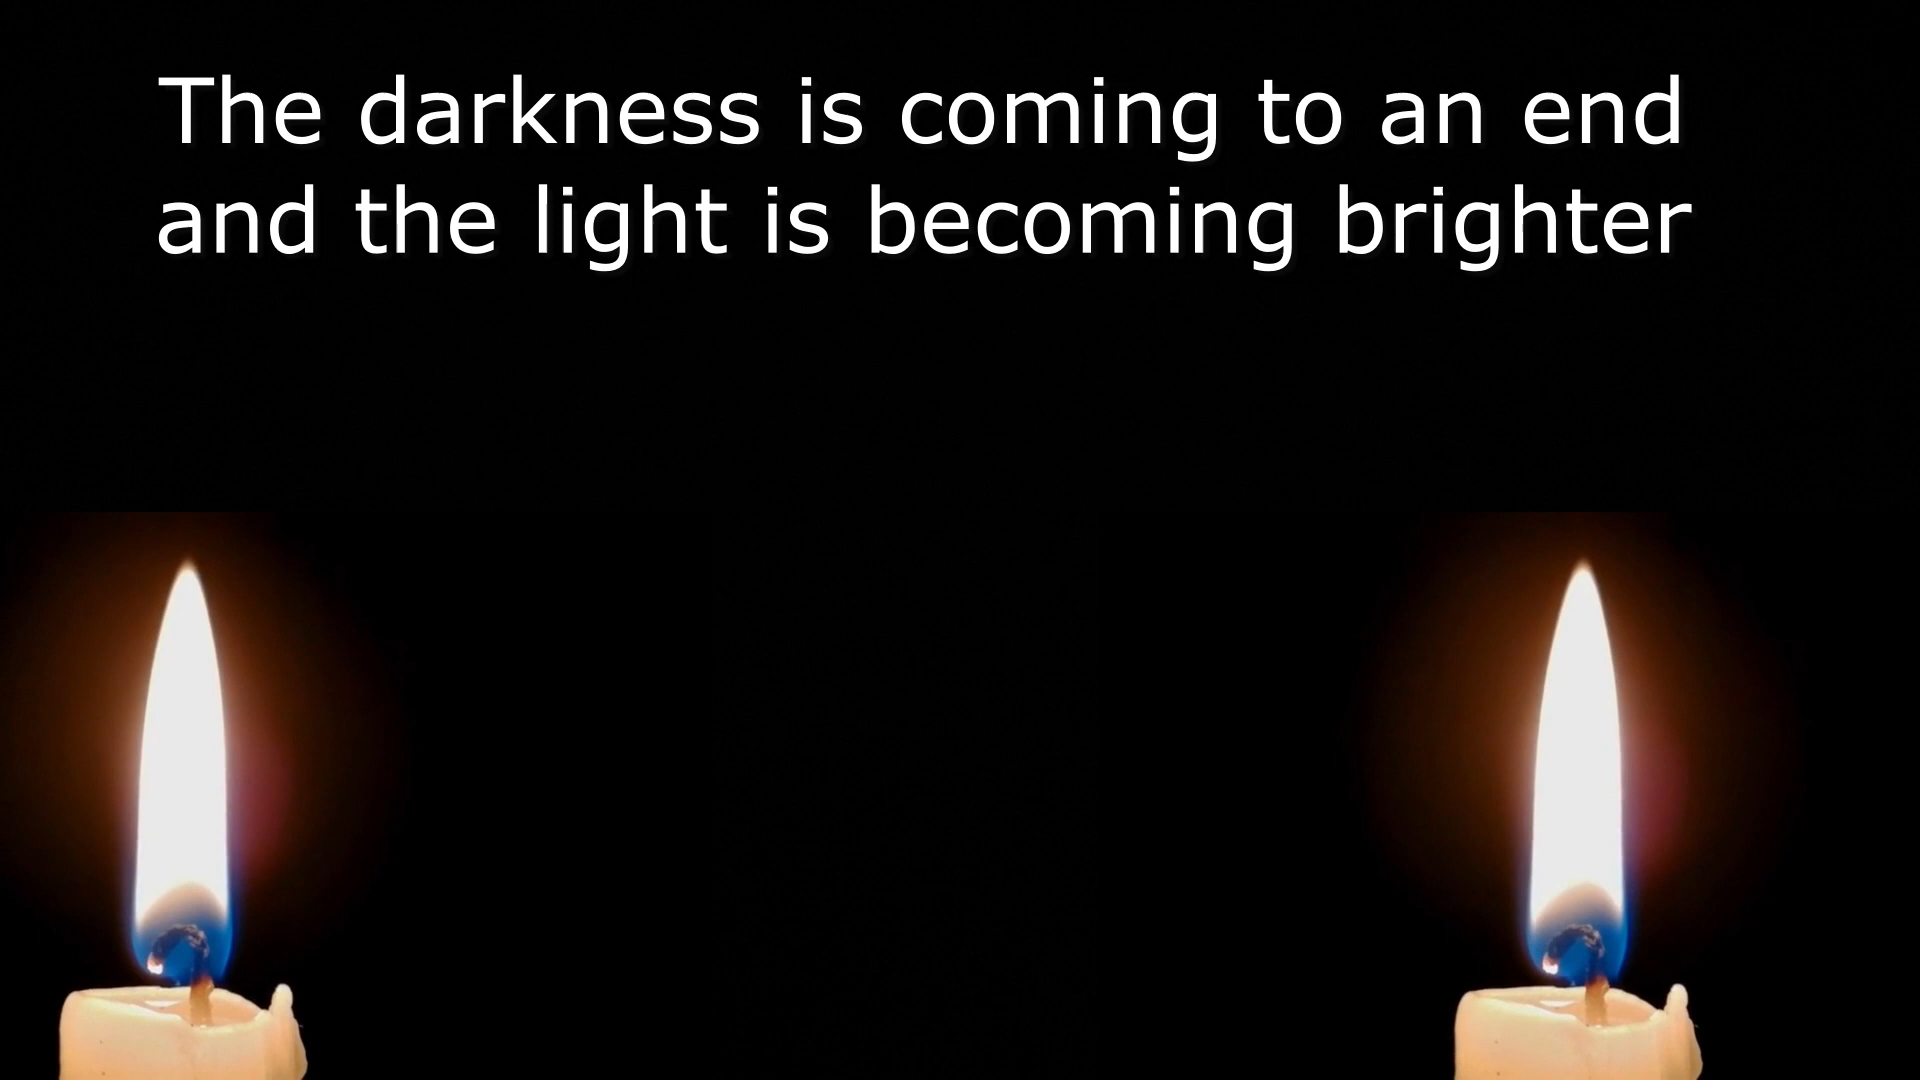 The darkness is coming to an end
and the light is becoming brighter